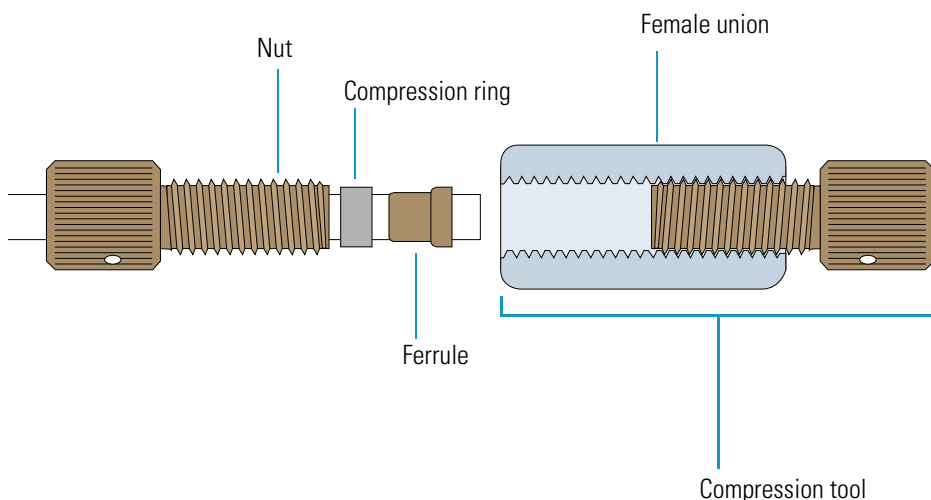 Female union
Nut
Compression ring
Ferrule
Compression tool